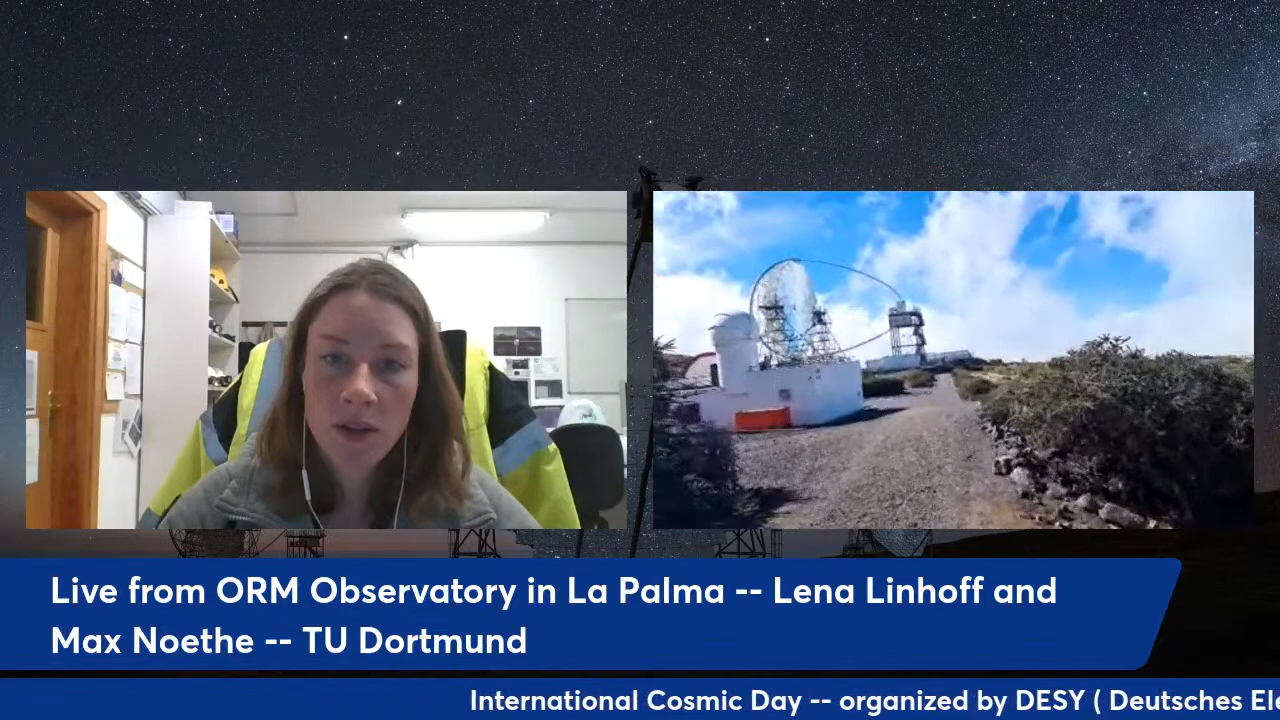 Live from ORM Observatory in La Palma -- Lena Linhoff and
Max Noethe -- TU Dortmund
International Cosmic Day -- organized by DESY ( Deutsches